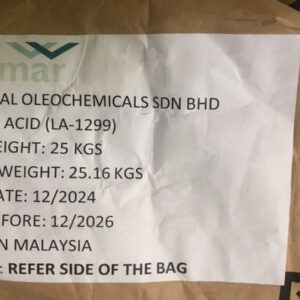 mar
AL OLEOCHEMICALS SDN BHD
ACID (LA-1299)
EIGHT: 25 KGS
WEIGHT: 25.16 KGS
ATE: 12/2024
FORE: 12/2026
N MALAYSIA
: REFER SIDE OF THE BAG